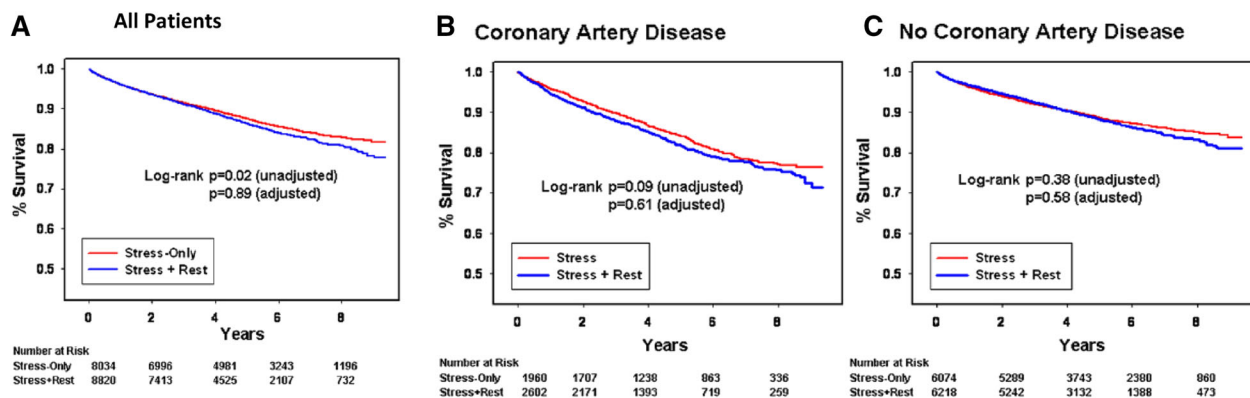 A
All Patients
% Survival
1.0
0.9
0.8
0.7
0.6
0.5
Log-rank p=0.02 (unadjusted)
p=0.89 (adjusted)
Stress-Only
Stress + Rest
0 2 4 6 8
Years
Number at Risk
Stress-Only 8034 6996 4981 3243 1196
Stress+Rest 8820 7413 4525 2107 732
B
Coronary Artery Disease
% Survival
1.0
0.9
0.8
0.7
0.6
0.5
Log-rank p=0.09 (unadjusted)
p=0.61 (adjusted)
Stress
Stress + Rest
0 2 4 6 8
Years
Number at Risk
Stress-Only 1960 1707 1238 863 336
Stress+Rest 2602 2171 1393 719 259
C
No Coronary Artery Disease
% Survival
1.0
0.9
0.8
0.7
0.6
0.5
Log-rank p=0.38 (unadjusted)
p=0.58 (adjusted)
Stress
Stress + Rest
0 2 4 6 8
Years
Number at Risk
Stress-Only 6074 5289 3743 2380 860
Stress+Rest 6218 5242 3132 1388 473